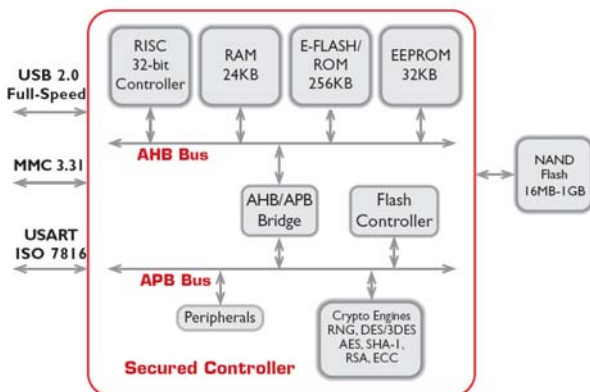 RISC
32-bit
Controller
RAM
24KB
E-FLASH/
ROM
256KB
EEPROM
32KB
USB 2.0
Full-Speed
AHB Bus
MMC 3.31
NAND
Flash
16MB-1GB
AHB/APB
Bridge
Flash
Controller
USART
ISO 7816
APB Bus
Peripherals
Crypto Engines
RNG, DES/3DES
AES, SHA-1,
RSA, ECC
Secured Controller